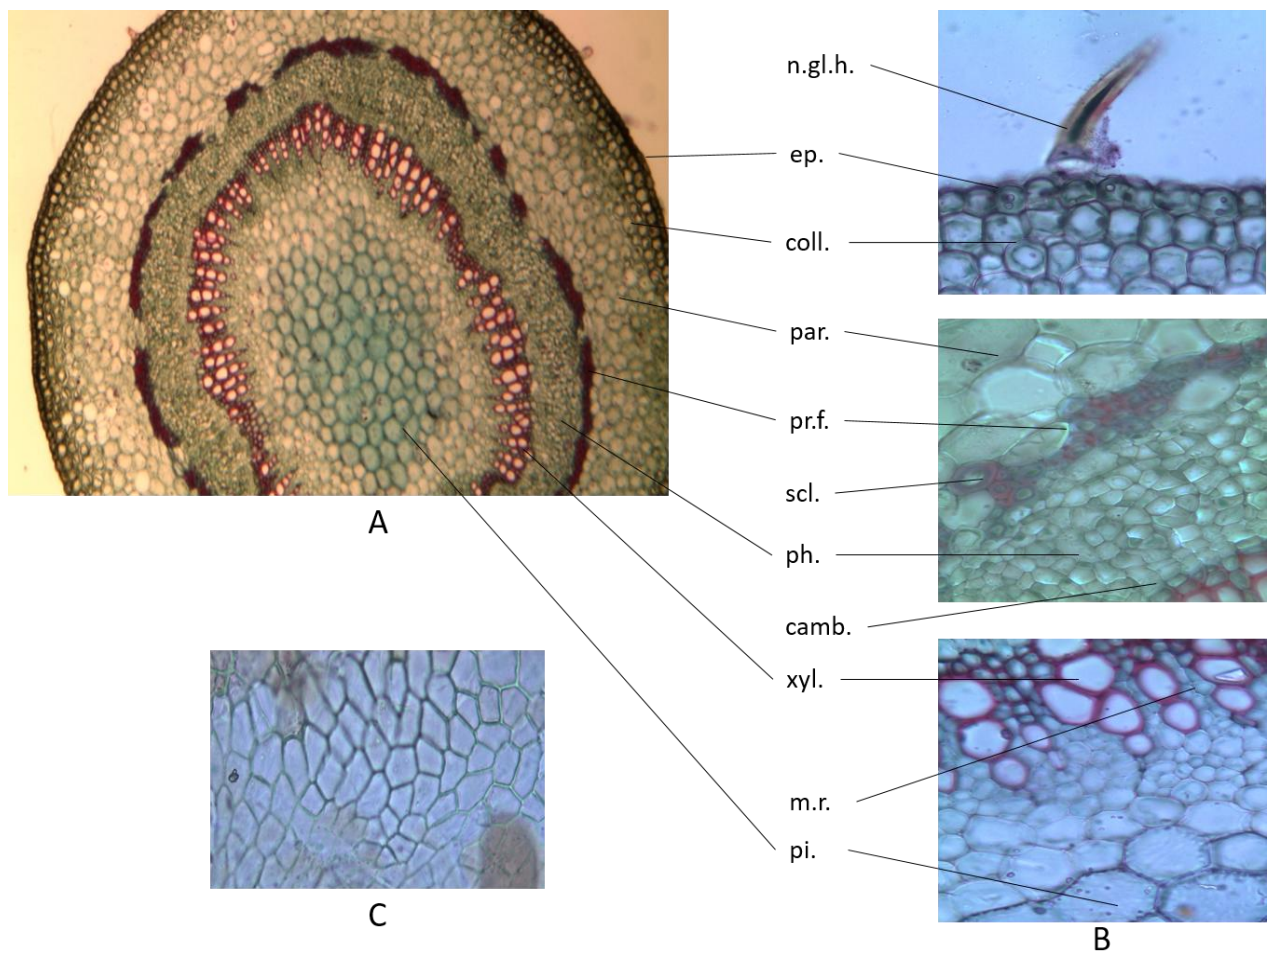 n.gl.h.
ep.
coll.
par.
pr.f.
scl.
ph.
camb.
xyl.
m.r.
pi.
A
B
C